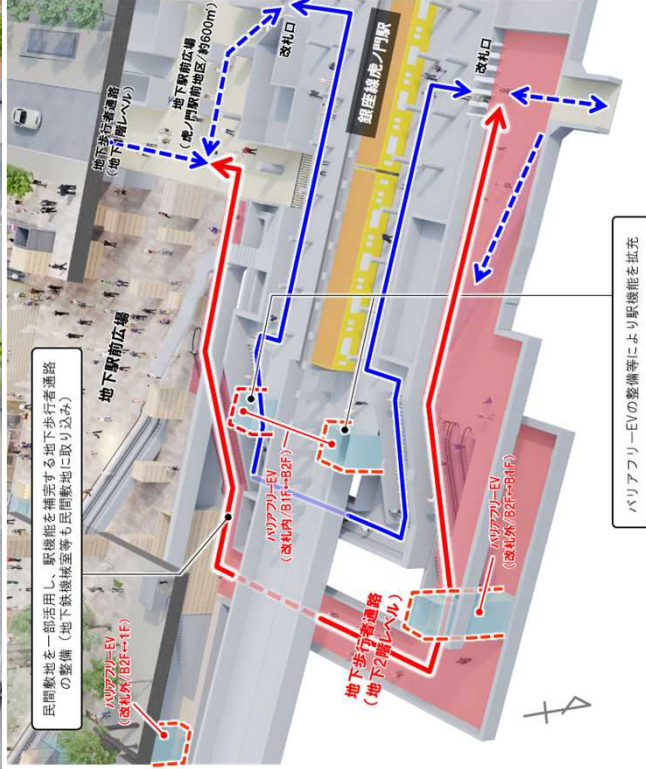 民間敷地を一部活用し、駅機能を補完する地下歩行者通路
の整備（地下鉄機械室等も民間敷地に取り込み）
地下歩行者通路
（地下1階レベル）
地下駅前広場
（虎ノ門駅前地区/約600㎡）
改札口
地下駅前広場
銀座線虎ノ門駅
改札口
バリアフリーEV
（改札外/B2F↔1F）
バリアフリーEV
（改札内/B1F↔B2F）
地下歩行者通路
（地下2階レベル）
バリアフリーEV
（改札外/B2F↔B1F）
バリアフリーEVの整備等により駅機能を拡充